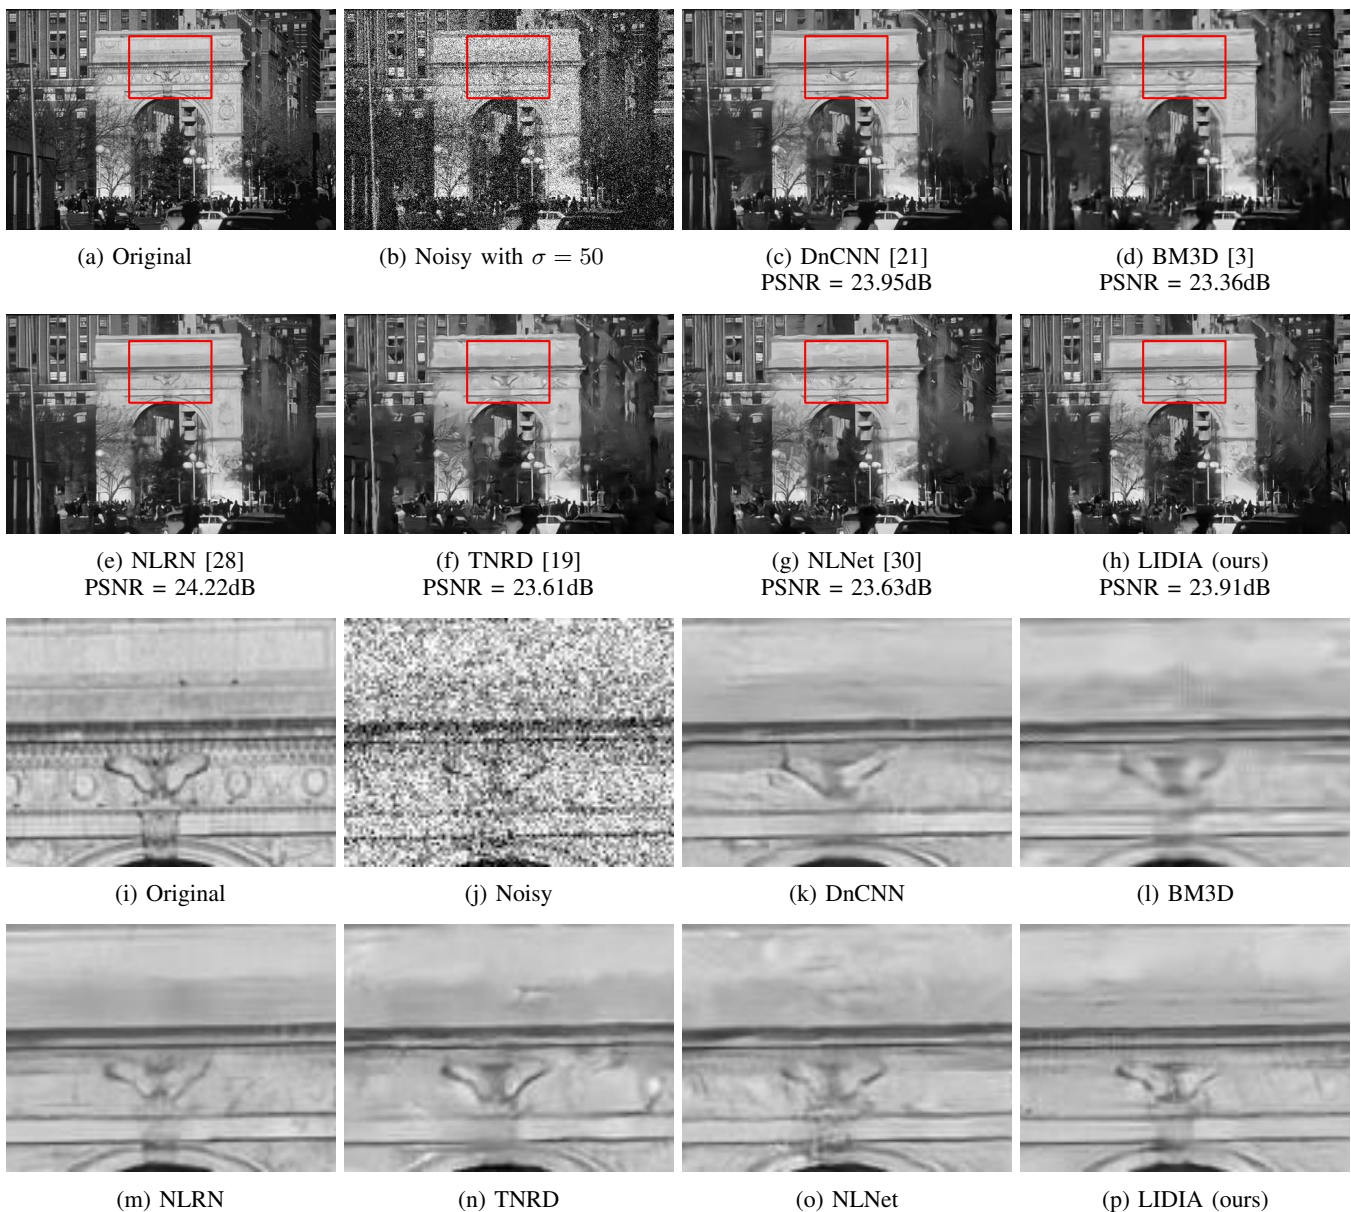 (a) Original
(b) Noisy with σ = 50
(c) DnCNN [21]
PSNR = 23.95dB
(d) BM3D [3]
PSNR = 23.36dB
(e) NLRN [28]
PSNR = 24.22dB
(f) TNRD [19]
PSNR = 23.61dB
(g) NLNet [30]
PSNR = 23.63dB
(h) LIDIA (ours)
PSNR = 23.91dB
(i) Original
(j) Noisy
(k) DnCNN
(l) BM3D
(m) NLRN
(n) TNRD
(o) NLNet
(p) LIDIA (ours)